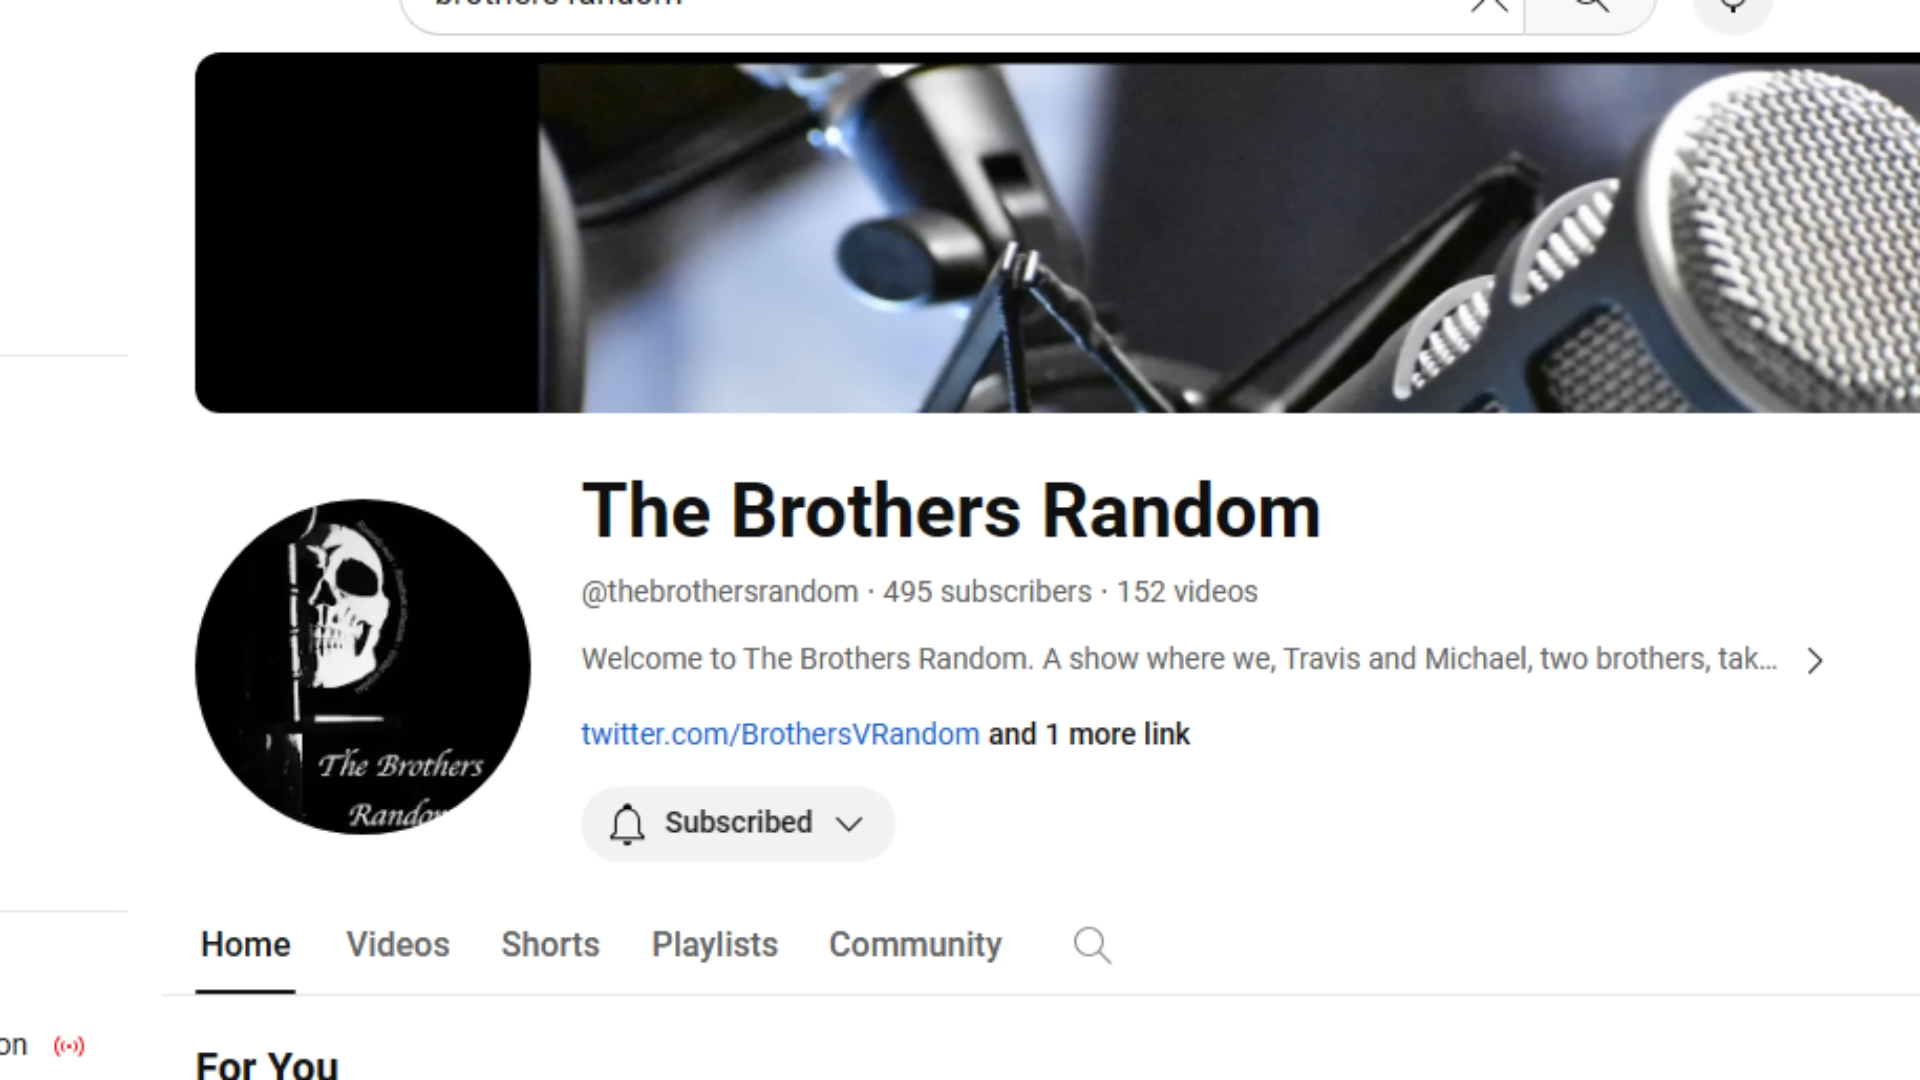 The Brothers Random
@thebrothersrandom · 495 subscribers · 152 videos
Welcome to The Brothers Random. A show where we, Travis and Michael, two brothers, tak...
twitter.com/BrothersVRandom and 1 more link
The Brothers
Subscribed
Home Videos Shorts Playlists Community
on
For You